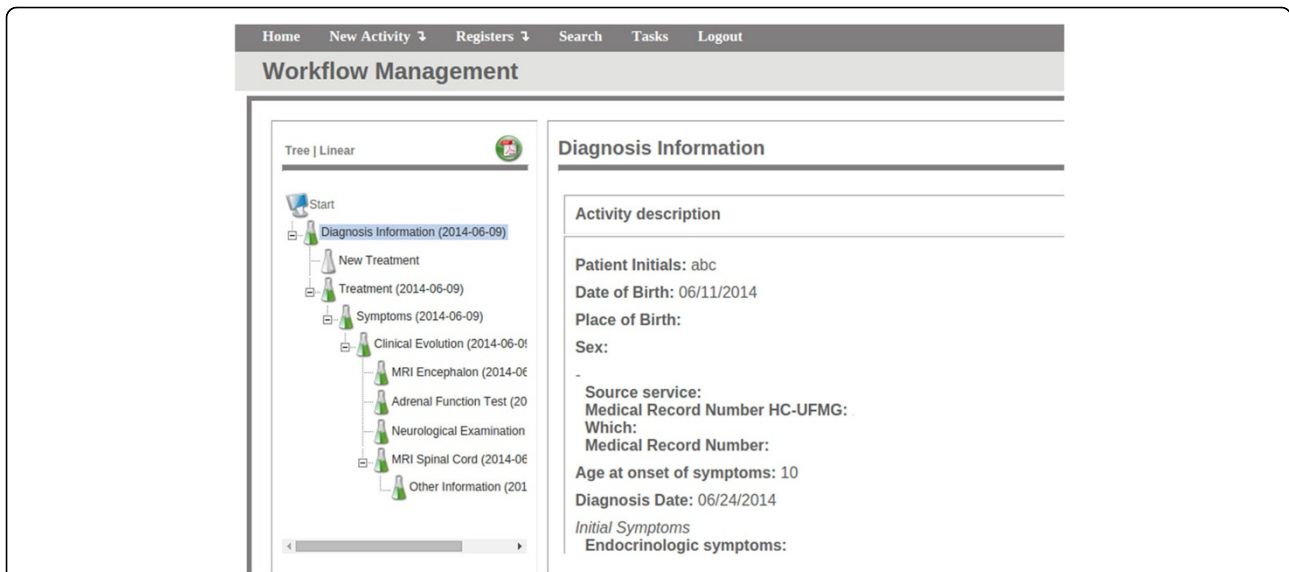 Home New Activity ↴ Registers ↴ Search Tasks Logout
Workflow Management
Tree | Linear
Start
Diagnosis Information (2014-06-09)
New Treatment
Treatment (2014-06-09)
Symptoms (2014-06-09)
Clinical Evolution (2014-06-09
MRI Encephalon (2014-06
Adrenal Function Test (20
Neurological Examination
MRI Spinal Cord (2014-06
Other Information (201
Diagnosis Information
Activity description
Patient Initials: abc
Date of Birth: 06/11/2014
Place of Birth:
Sex:
-
Source service:
Medical Record Number HC-UFMG:
Which:
Medical Record Number:
Age at onset of symptoms: 10
Diagnosis Date: 06/24/2014
Initial Symptoms
Endocrinologic symptoms: